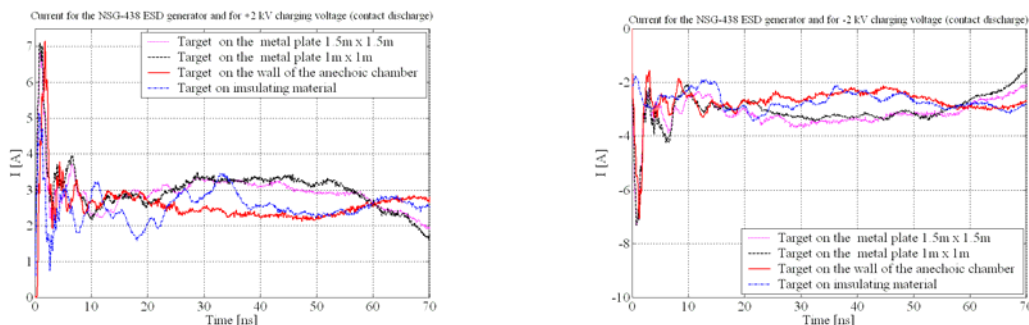 Current for the NSG-438 ESD generator and for +2 kV charging voltage (contact discharge)
7
6
5
4
3
2
1
0
I [A]
Target on the metal plate 1.5m x 1.5m
Target on the metal plate 1m x 1m
Target on the wall of the anechoic chamber
Target on imsulating material
0 10 20 30 40 50 60 70
Time [ns]
Current for the NSG-438 ESD generator and for -2 kV charging voltage (contact discharge)
0
-2
-4
-6
-8
-10
I [A]
Target on the metal plate 1.5m x 1.5m
Target on the metal plate 1m x 1m
Target on the wall of the anechoic chamber
Target on insulating material
0 10 20 30 40 50 60 70
Time [ns]